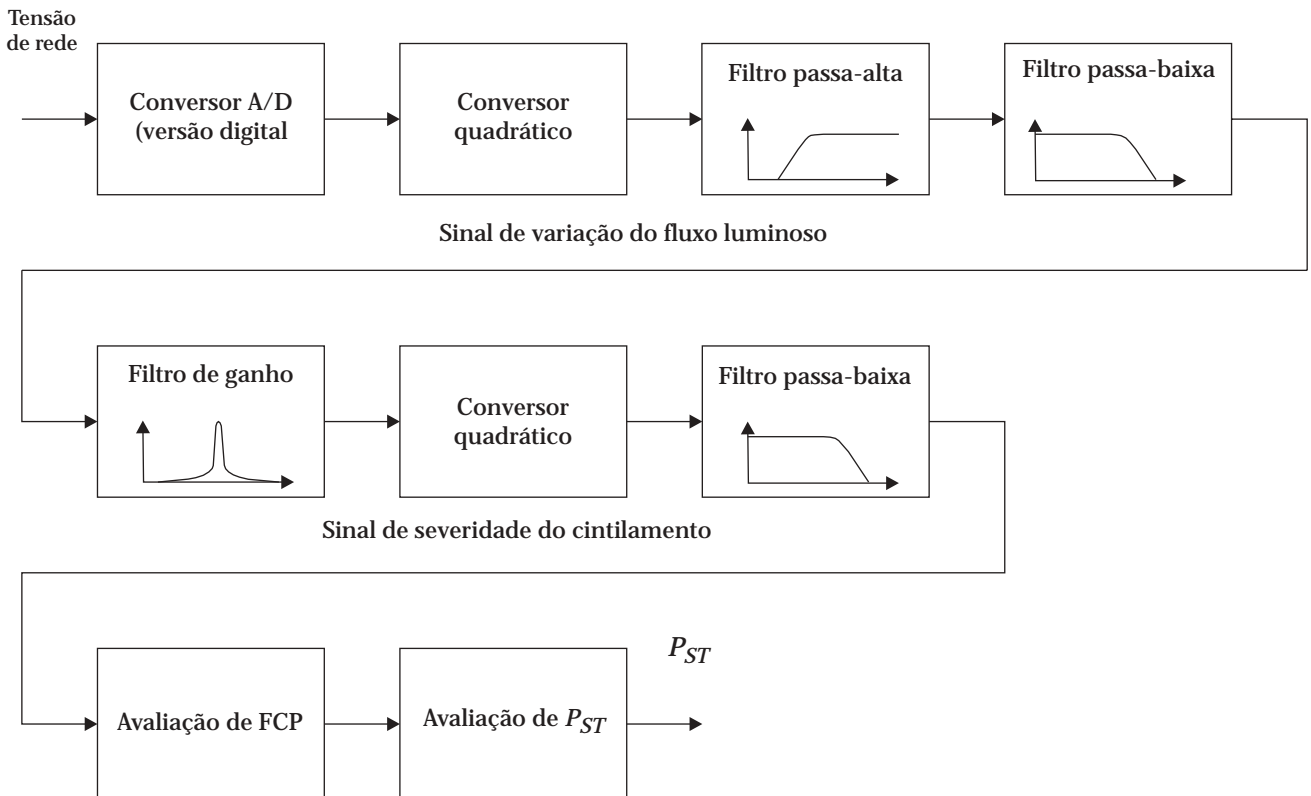 Tensão
de rede
Conversor A/D
(versão digital
Conversor
quadrático
Filtro passa-alta
Filtro passa-baixa
Sinal de variação do fluxo luminoso
Filtro de ganho
Conversor
quadrático
Filtro passa-baixa
Sinal de severidade do cintilamento
Avaliação de FCP
Avaliação de P_ST
P_ST